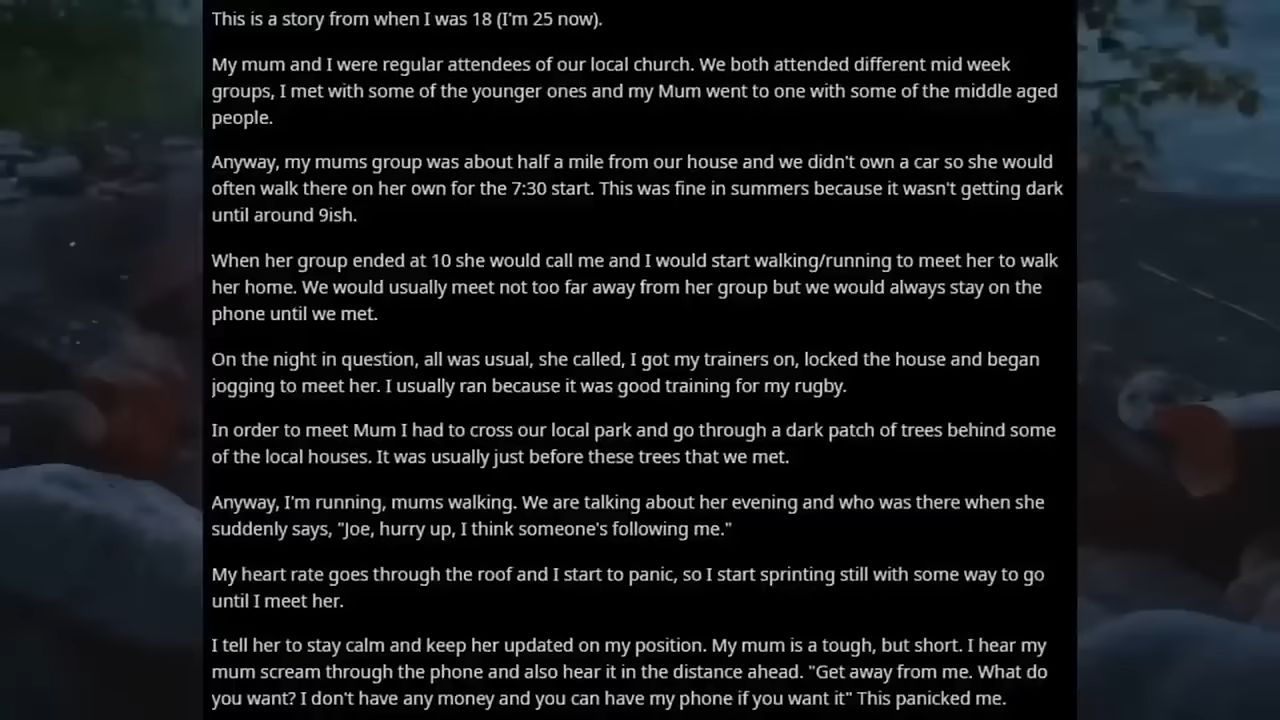 This is a story from when I was 18 (I'm 25 now).
My mum and I were regular attendees of our local church. We both attended different mid week
groups, I met with some of the younger ones and my Mum went to one with some of the middle aged
people.
Anyway, my mums group was about half a mile from our house and we didn't own a car so she would
often walk there on her own for the 7:30 start. This was fine in summers because it wasn't getting dark
until around 9ish.
When her group ended at 10 she would call me and I would start walking/running to meet her to walk
her home. We would usually meet not too far away from her group but we would always stay on the
phone until we met.
On the night in question, all was usual, she called, I got my trainers on, locked the house and began
jogging to meet her. I usually ran because it was good training for my rugby.
In order to meet Mum I had to cross our local park and go through a dark patch of trees behind some
of the local houses. It was usually just before these trees that we met.
Anyway, I'm running, mums walking. We are talking about her evening and who was there when she
suddenly says, "Joe, hurry up, I think someone's following me."
My heart rate goes through the roof and I start to panic, so I start sprinting still with some way to go
until I meet her.
I tell her to stay calm and keep her updated on my position. My mum is a tough, but short. I hear my
mum scream through the phone and also hear it in the distance ahead. "Get away from me. What do
you want? I don't have any money and you can have my phone if you want it" This panicked me.